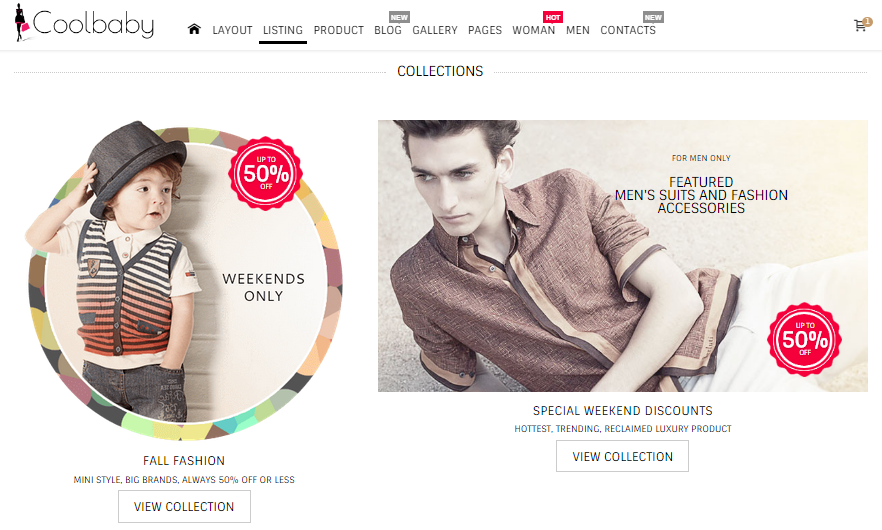 Coolbaby
NEW HOT NEW
LAYOUT LISTING PRODUCT BLOG GALLERY PAGES WOMAN MEN CONTACTS
1
COLLECTIONS
UP TO
50%
OFF
WEEKENDS
ONLY
FALL FASHION
MINI STYLE, BIG BRANDS, ALWAYS 50% OFF OR LESS
VIEW COLLECTION
FOR MEN ONLY
FEATURED
MEN'S SUITS AND FASHION
ACCESSORIES
UP TO
50%
OFF
SPECIAL WEEKEND DISCOUNTS
HOTTEST, TRENDING, RECLAIMED LUXURY PRODUCT
VIEW COLLECTION